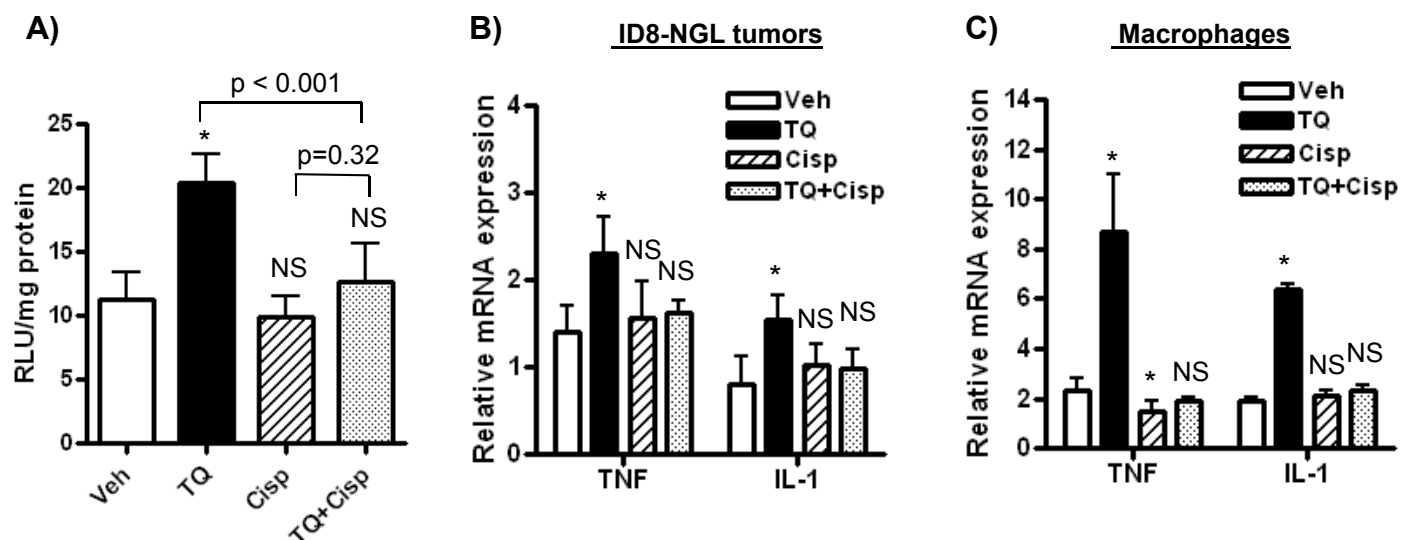 A)
p < 0.001
*
p=0.32
NS
NS
RLU/mg protein
25
20
15
10
5
0
Veh
TQ
Cisp
TQ+Cisp
B)
ID8-NGL tumors
Veh
TQ
Cisp
TQ+Cisp
Relative mRNA expression
4
3
2
1
0
*
NS
NS
*
NS
NS
TNF
IL-1
C)
Macrophages
Veh
TQ
Cisp
TQ+Cisp
Relative mRNA expression
14
12
10
8
6
4
2
0
*
*
NS
*
NS
NS
TNF
IL-1